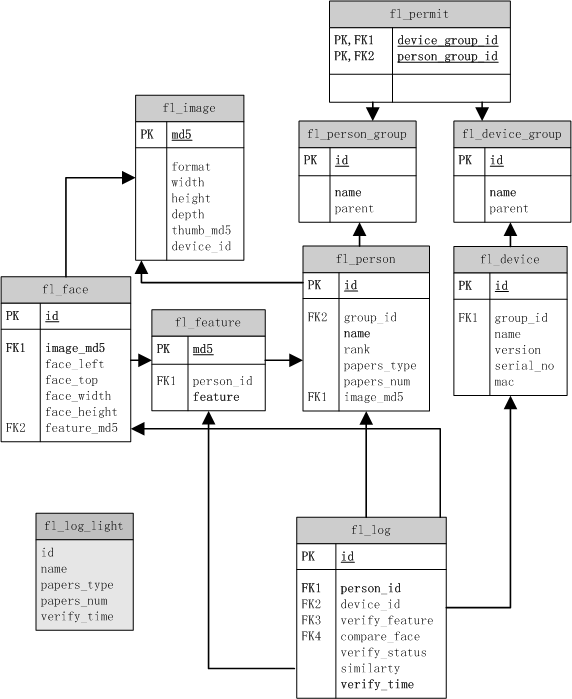 fl_permit
PK,FK1 device_group_id
PK,FK2 person_group_id
fl_image
PK md5
format
width
height
depth
thumb_md5
device_id
fl_person_group
PK id
name
parent
fl_device_group
PK id
name
parent
fl_face
PK id
FK1 image_md5
face_left
face_top
face_width
face_height
FK2 feature_md5
fl_feature
PK md5
FK1 person_id
feature
fl_person
PK id
FK2 group_id
name
rank
papers_type
papers_num
FK1 image_md5
fl_device
PK id
FK1 group_id
name
version
serial_no
mac
fl_log_light
id
name
papers_type
papers_num
verify_time
fl_log
PK id
FK1 person_id
FK2 device_id
FK3 verify_feature
FK4 compare_face
verify_status
similarty
verify_time